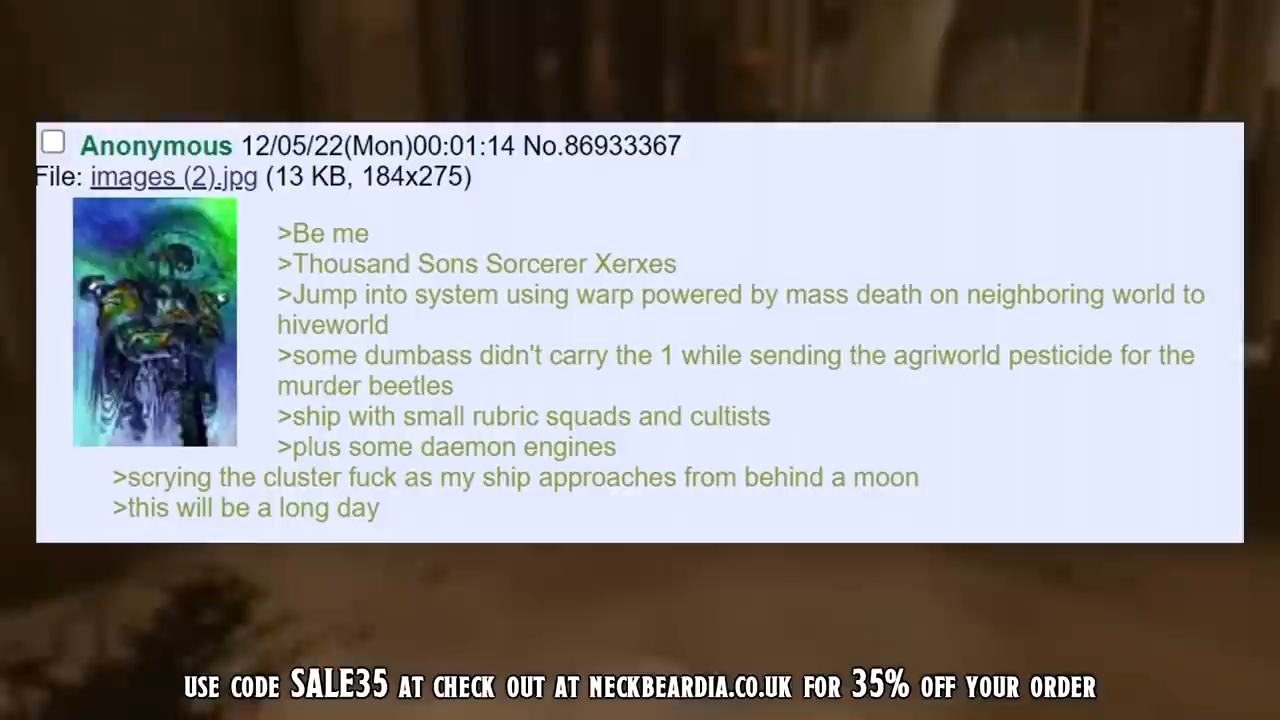 Anonymous 12/05/22(Mon)00:01:14 No.86933367
File: images (2).jpg (13 KB, 184x275)
>Be me
>Thousand Sons Sorcerer Xerxes
>Jump into system using warp powered by mass death on neighboring world to
hiveworld
>some dumbass didn't carry the 1 while sending the agriworld pesticide for the
murder beetles
>ship with small rubric squads and cultists
>plus some daemon engines
>scrying the cluster fuck as my ship approaches from behind a moon
>this will be a long day
USE CODE SALE35 AT CHECK OUT AT NECKBEARDIA.CO.UK FOR 35% OFF YOUR ORDER